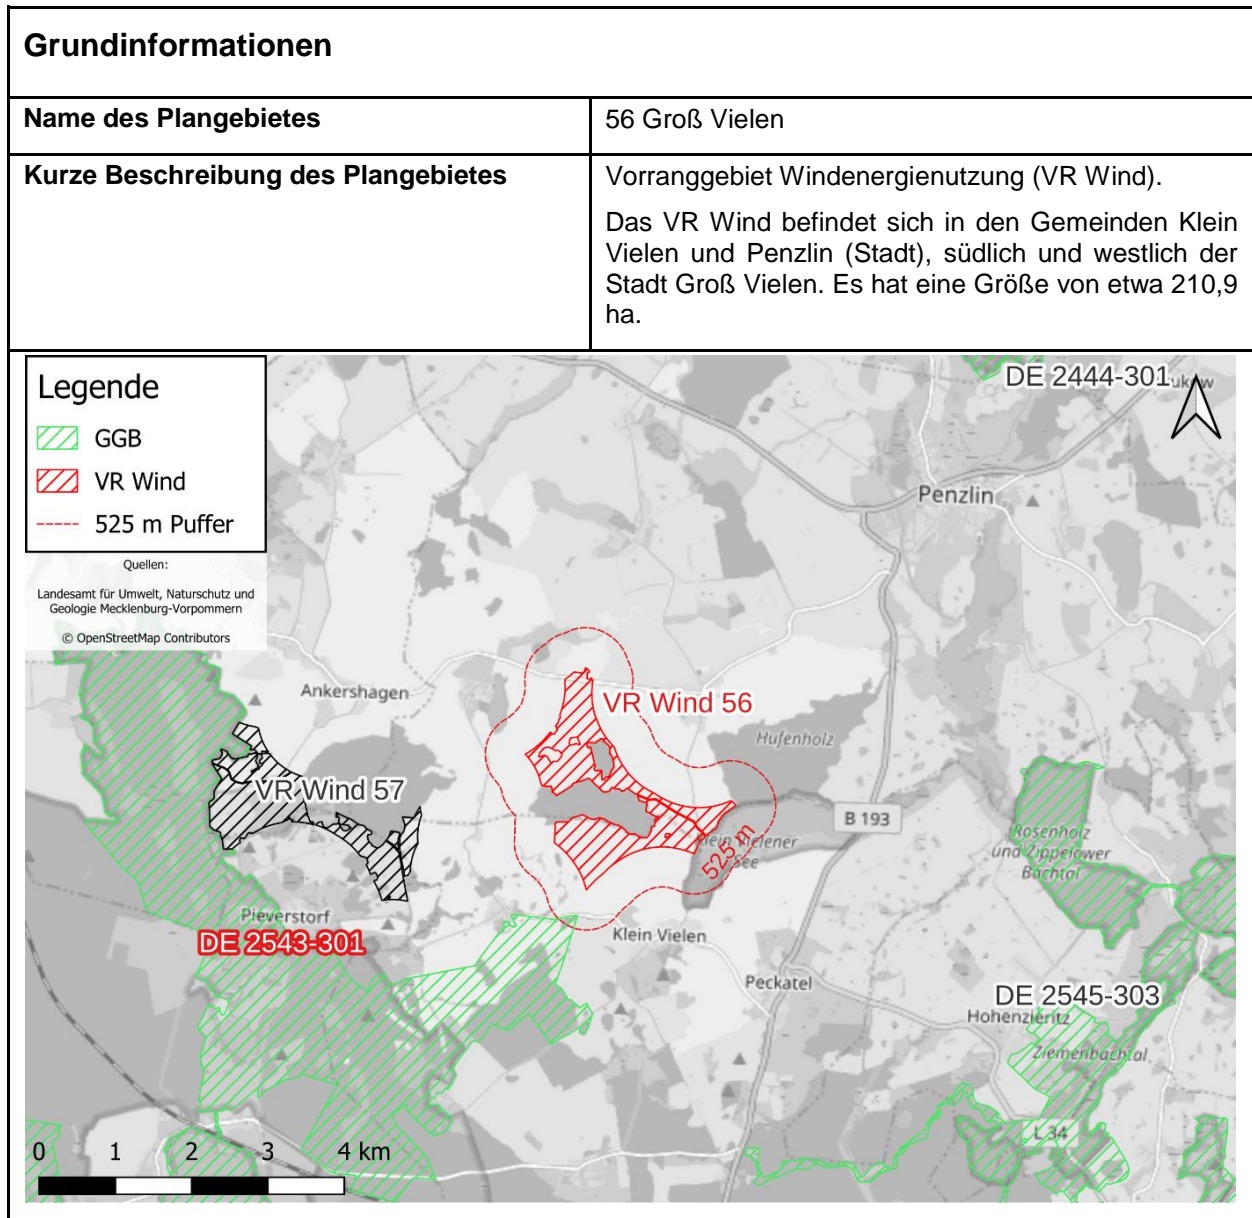 Grundinformationen
Name des Plangebietes
56 Groß Vielen
Kurze Beschreibung des Plangebietes
Vorranggebiet Windenergienutzung (VR Wind).
Das VR Wind befindet sich in den Gemeinden Klein
Vielen und Penzlin (Stadt), südlich und westlich der
Stadt Groß Vielen. Es hat eine Größe von etwa 210,9
ha.
Legende
GGB
VR Wind
525 m Puffer
Quellen:
Landesamt für Umwelt, Naturschutz und
Geologie Mecklenburg-Vorpommern
© OpenStreetMap Contributors
DE 2444-301
Penzlin
Ankershagen
VR Wind 56
Hufenholz
VR Wind 57
B 193
Klein Vielener
See
525 m
Rosenholz
und Zippelower
Bachtal
Pieverstorf
DE 2543-301
Klein Vielen
Peckatel
DE 2545-303
Hohenzieritz
Ziemenbachtal
L 34
0 1 2 3 4 km